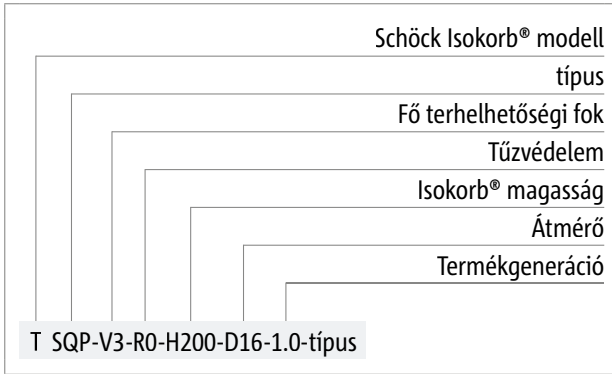 Schöck Isokorb® modell
típus
Fő terhelhetőségi fok
Tűzvédelem
Isokorb® magasság
Átmérő
Termékgeneráció
T SQP-V3-R0-H200-D16-1.0-típus